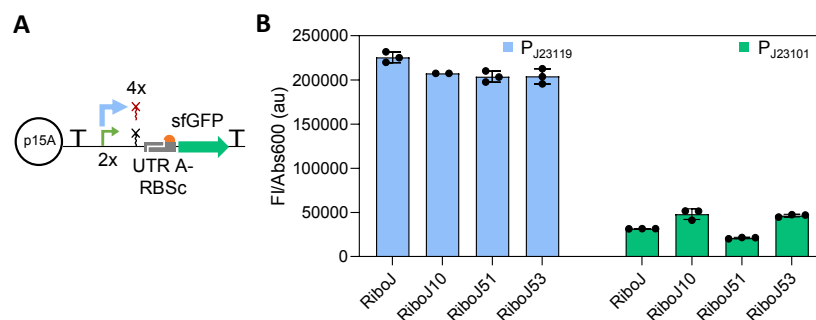 A
B
4x
sfGFP
p15A
T
T
2x
UTR A-
RBSc
Fl/Abs600 (au)
250000
200000
150000
100000
50000
0
PJ23119
PJ23101
RiboJ
RiboJ10
RiboJ51
RiboJ53
RiboJ
RiboJ10
RiboJ51
RiboJ53